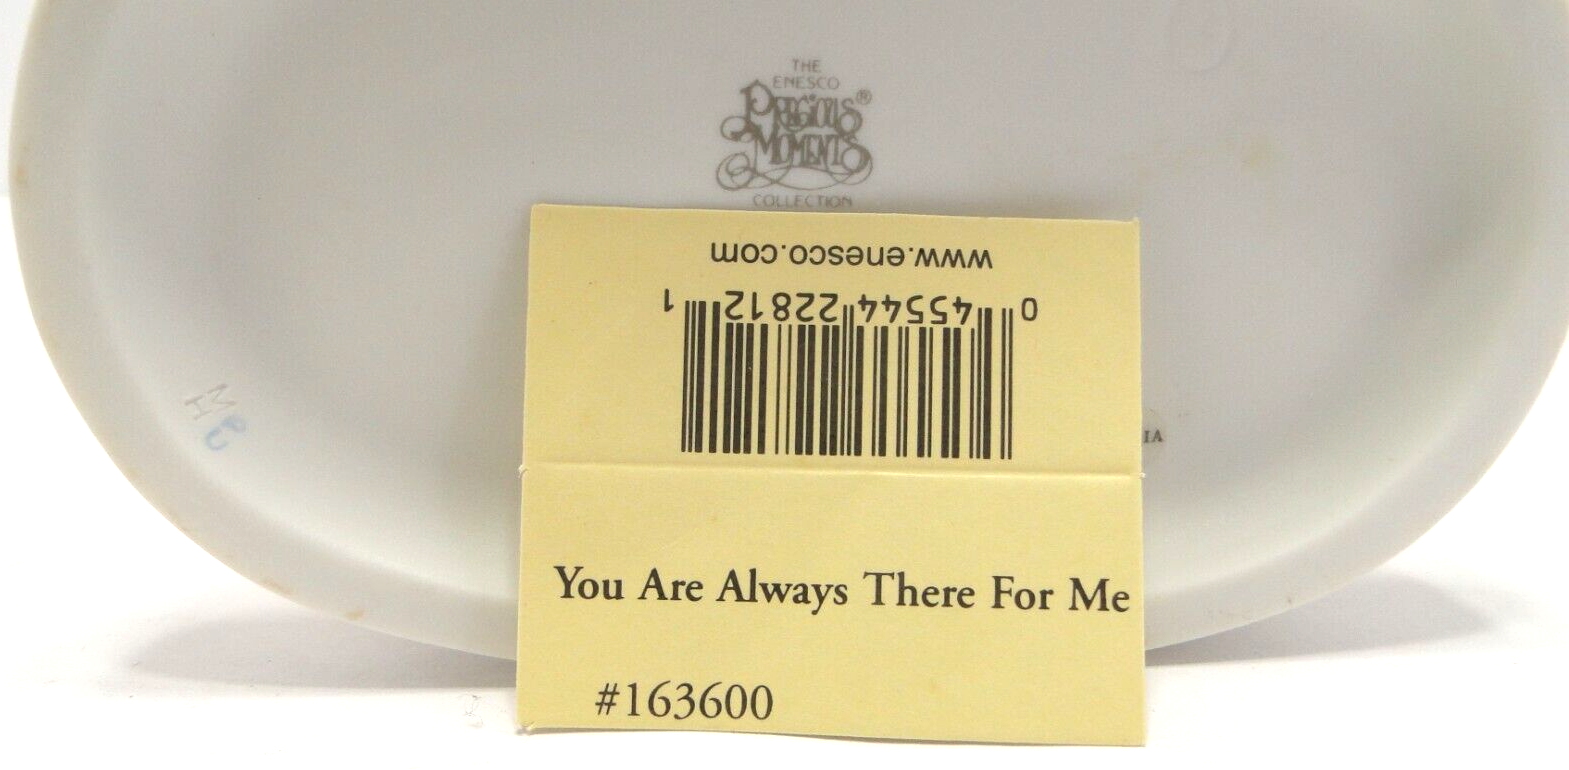 THE
ENESCO
PRECIOUS®
MOMENTS
COLLECTION
www.enesco.com
0 45544 22812 1
You Are Always There For Me
#163600
IA
M
H